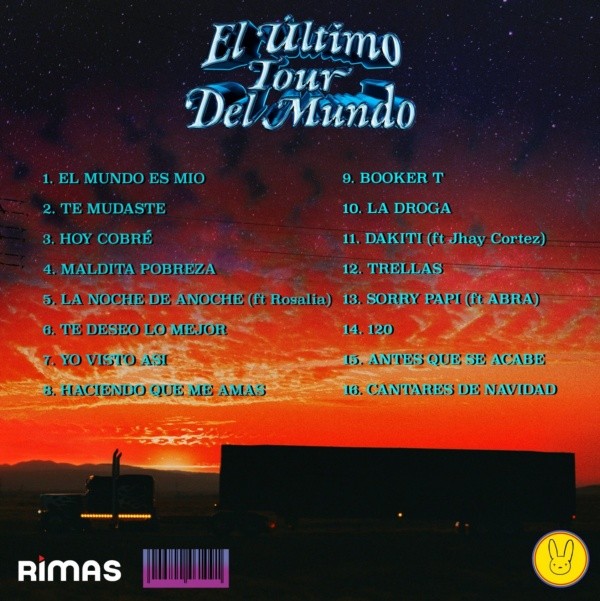 El Último
Tour
Del Mundo
1. EL MUNDO ES MIO
2. TE MUDASTE
3. HOY COBRÉ
4. MALDITA POBREZA
5. LA NOCHE DE ANOCHE (ft Rosalia)
6. TE DESEO LO MEJOR
7. YO VISTO ASI
8. HACIENDO QUE ME AMAS
9. BOOKER T
10. LA DROGA
11. DAKITI (ft Jhay Cortez)
12. TRELLAS
13. SORRY PAPI (ft ABRA)
14. 120
15. ANTES QUE SE ACABE
16. CANTARES DE NAVIDAD
RIMAS